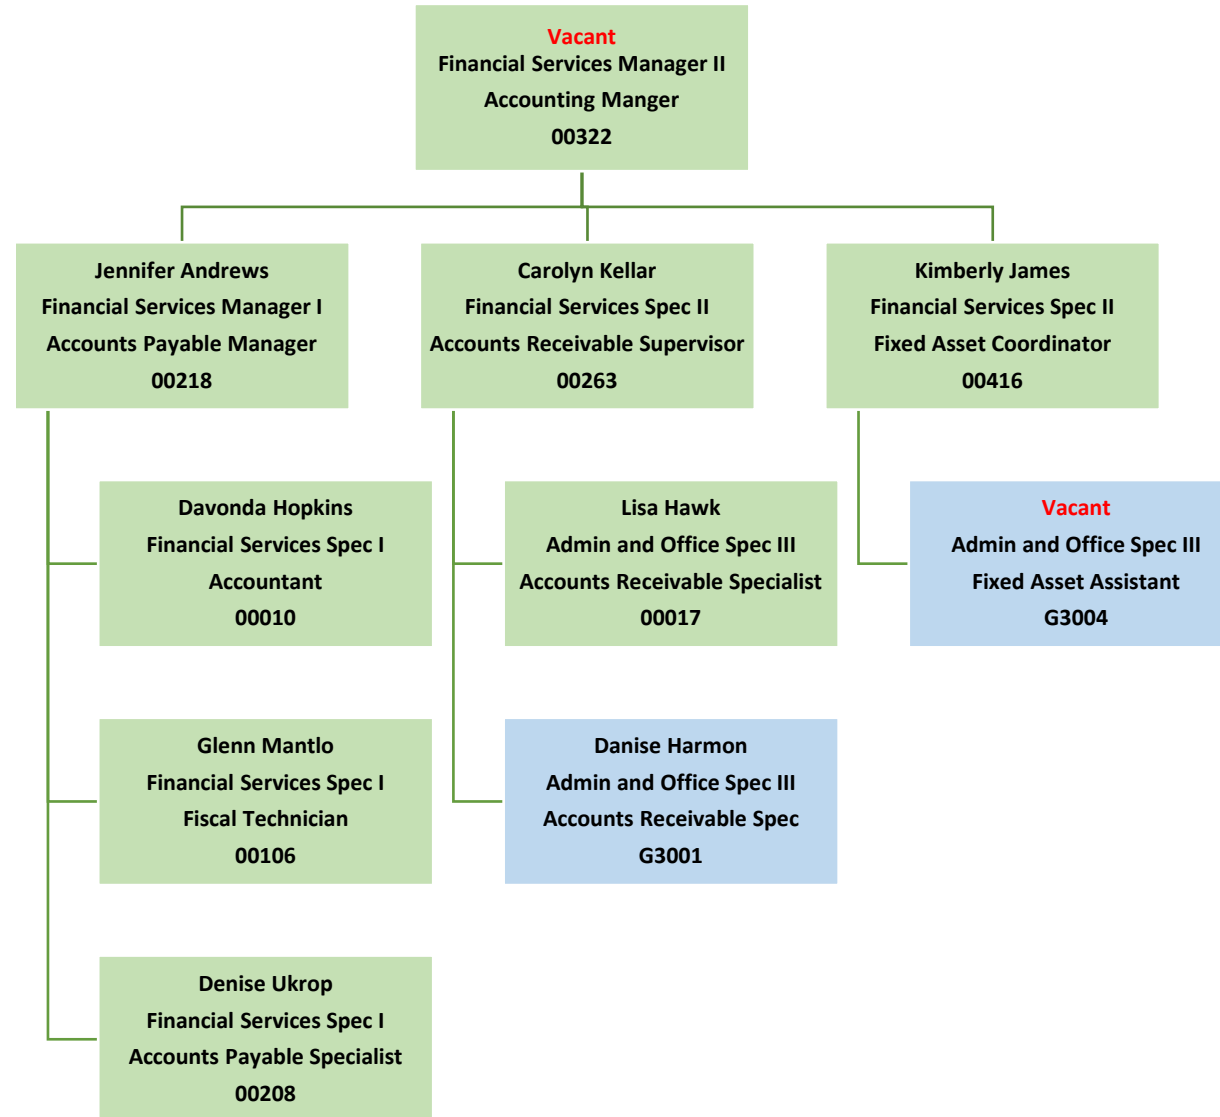 Vacant
Financial Services Manager II
Accounting Manger
00322
Jennifer Andrews
Financial Services Manager I
Accounts Payable Manager
00218
Carolyn Kellar
Financial Services Spec II
Accounts Receivable Supervisor
00263
Kimberly James
Financial Services Spec II
Fixed Asset Coordinator
00416
Davonda Hopkins
Financial Services Spec I
Accountant
00010
Lisa Hawk
Admin and Office Spec III
Accounts Receivable Specialist
00017
Vacant
Admin and Office Spec III
Fixed Asset Assistant
G3004
Glenn Mantlo
Financial Services Spec I
Fiscal Technician
00106
Danise Harmon
Admin and Office Spec III
Accounts Receivable Spec
G3001
Denise Ukrop
Financial Services Spec I
Accounts Payable Specialist
00208